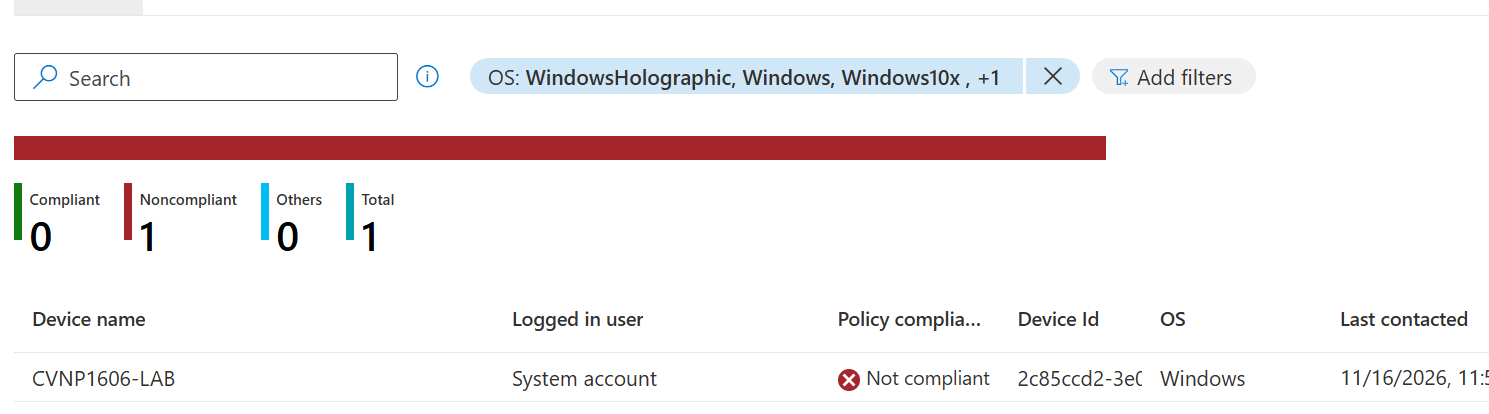 Search
OS: WindowsHolographic, Windows, Windows10x , +1
Add filters
Compliant
0
Noncompliant
1
Others
0
Total
1
Device name Logged in user Policy complia... Device Id OS Last contacted
CVNP1606-LAB System account Not compliant 2c85ccd2-3e0 Windows 11/16/2026, 11:5